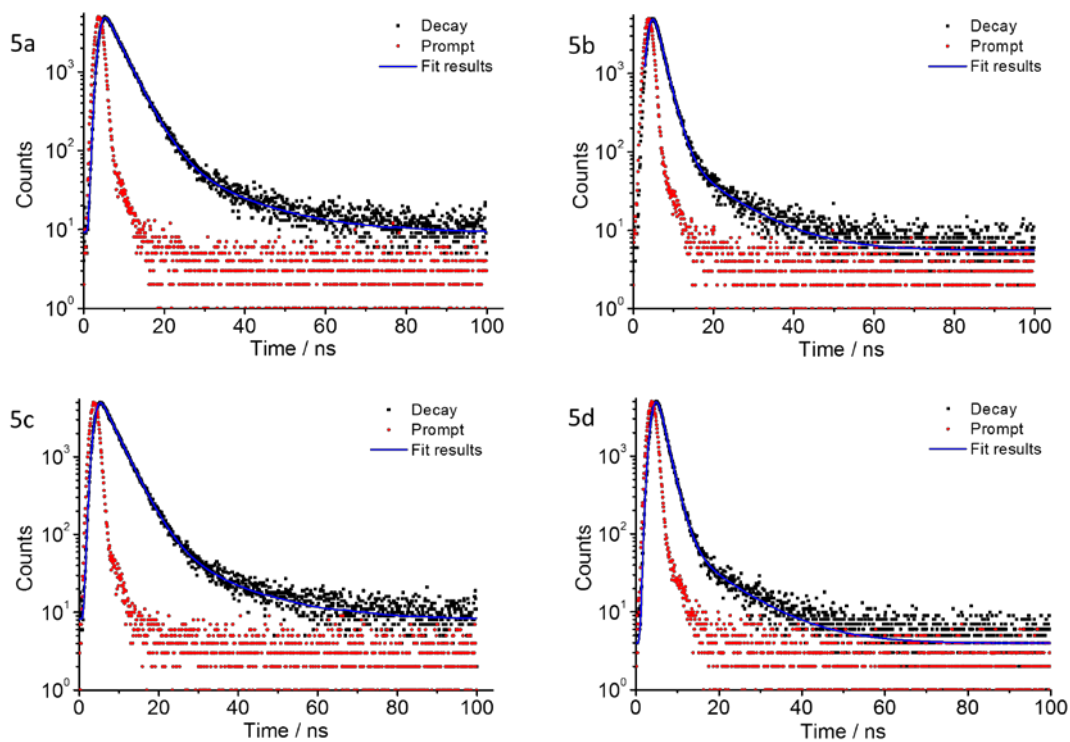 5a
Decay
Prompt
Fit results
10³
10²
10¹
10⁰
Counts
0 20 40 60 80 100
Time / ns
5b
Decay
Prompt
Fit results
10³
10²
10¹
10⁰
Counts
0 20 40 60 80 100
Time / ns
5c
Decay
Prompt
Fit results
10³
10²
10¹
10⁰
Counts
0 20 40 60 80 100
Time / ns
5d
Decay
Prompt
Fit results
10³
10²
10¹
10⁰
Counts
0 20 40 60 80 100
Time / ns